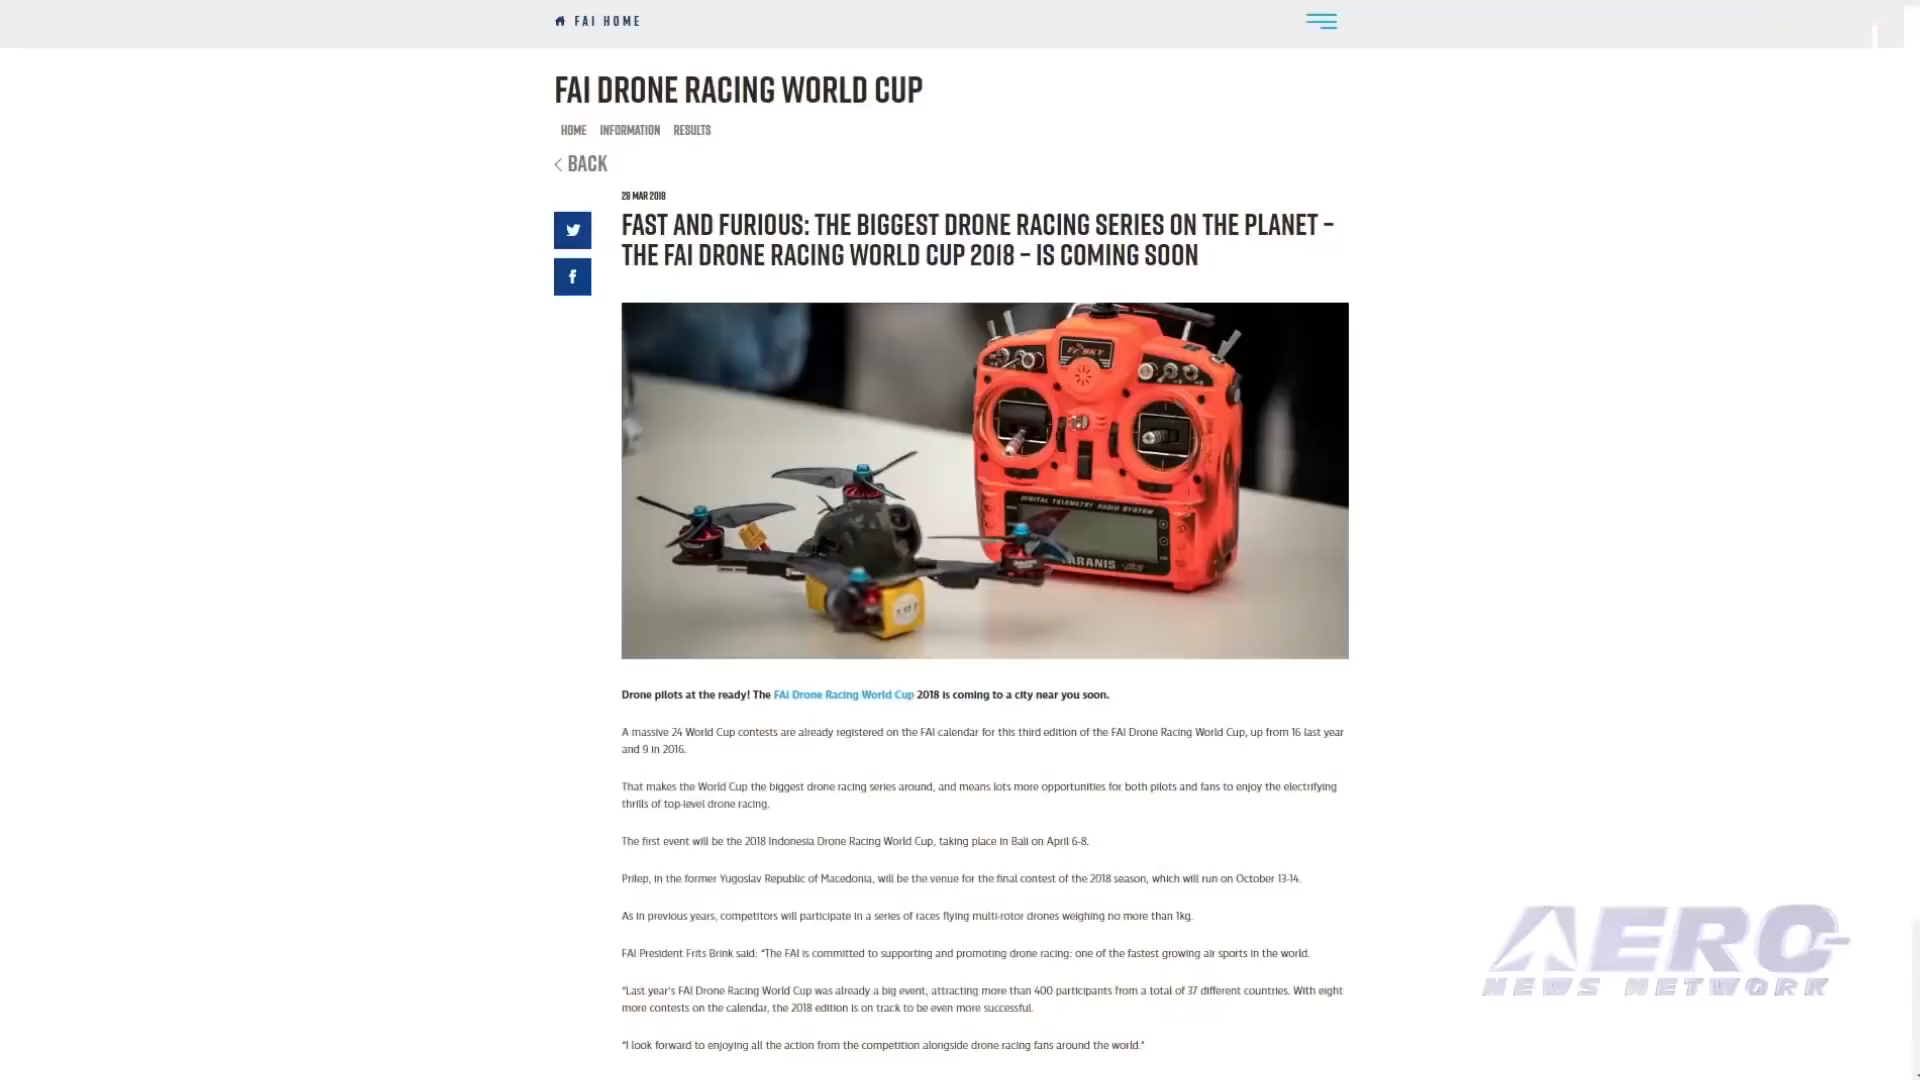 FAI HOME
FAI DRONE RACING WORLD CUP
HOME INFORMATION RESULTS
BACK
28 MAR 2018
FAST AND FURIOUS: THE BIGGEST DRONE RACING SERIES ON THE PLANET –
THE FAI DRONE RACING WORLD CUP 2018 – IS COMING SOON
FrSKY
DIGITAL TELEMETRY RADIO SYSTEM
ARANIS
Drone pilots at the ready! The FAI Drone Racing World Cup 2018 is coming to a city near you soon.
A massive 24 World Cup contests are already registered on the FAI calendar for this third edition of the FAI Drone Racing World Cup, up from 16 last year
and 9 in 2016.
That makes the World Cup the biggest drone racing series around, and means lots more opportunities for both pilots and fans to enjoy the electrifying
thrills of top-level drone racing.
The first event will be the 2018 Indonesia Drone Racing World Cup, taking place in Bali on April 6-8.
Prilep, in the former Yugoslav Republic of Macedonia, will be the venue for the final contest of the 2018 season, which will run on October 13-14.
As in previous years, competitors will participate in a series of races flying multi-rotor drones weighing no more than 1kg.
FAI President Frits Brink said: "The FAI is committed to supporting and promoting drone racing: one of the fastest growing air sports in the world.
"Last year's FAI Drone Racing World Cup was already a big event, attracting more than 400 participants from a total of 37 different countries. With eight
more contests on the calendar, the 2018 edition is on track to be even more successful.
"I look forward to enjoying all the action from the competition alongside drone racing fans around the world."
AERO
NEWS NETWORK